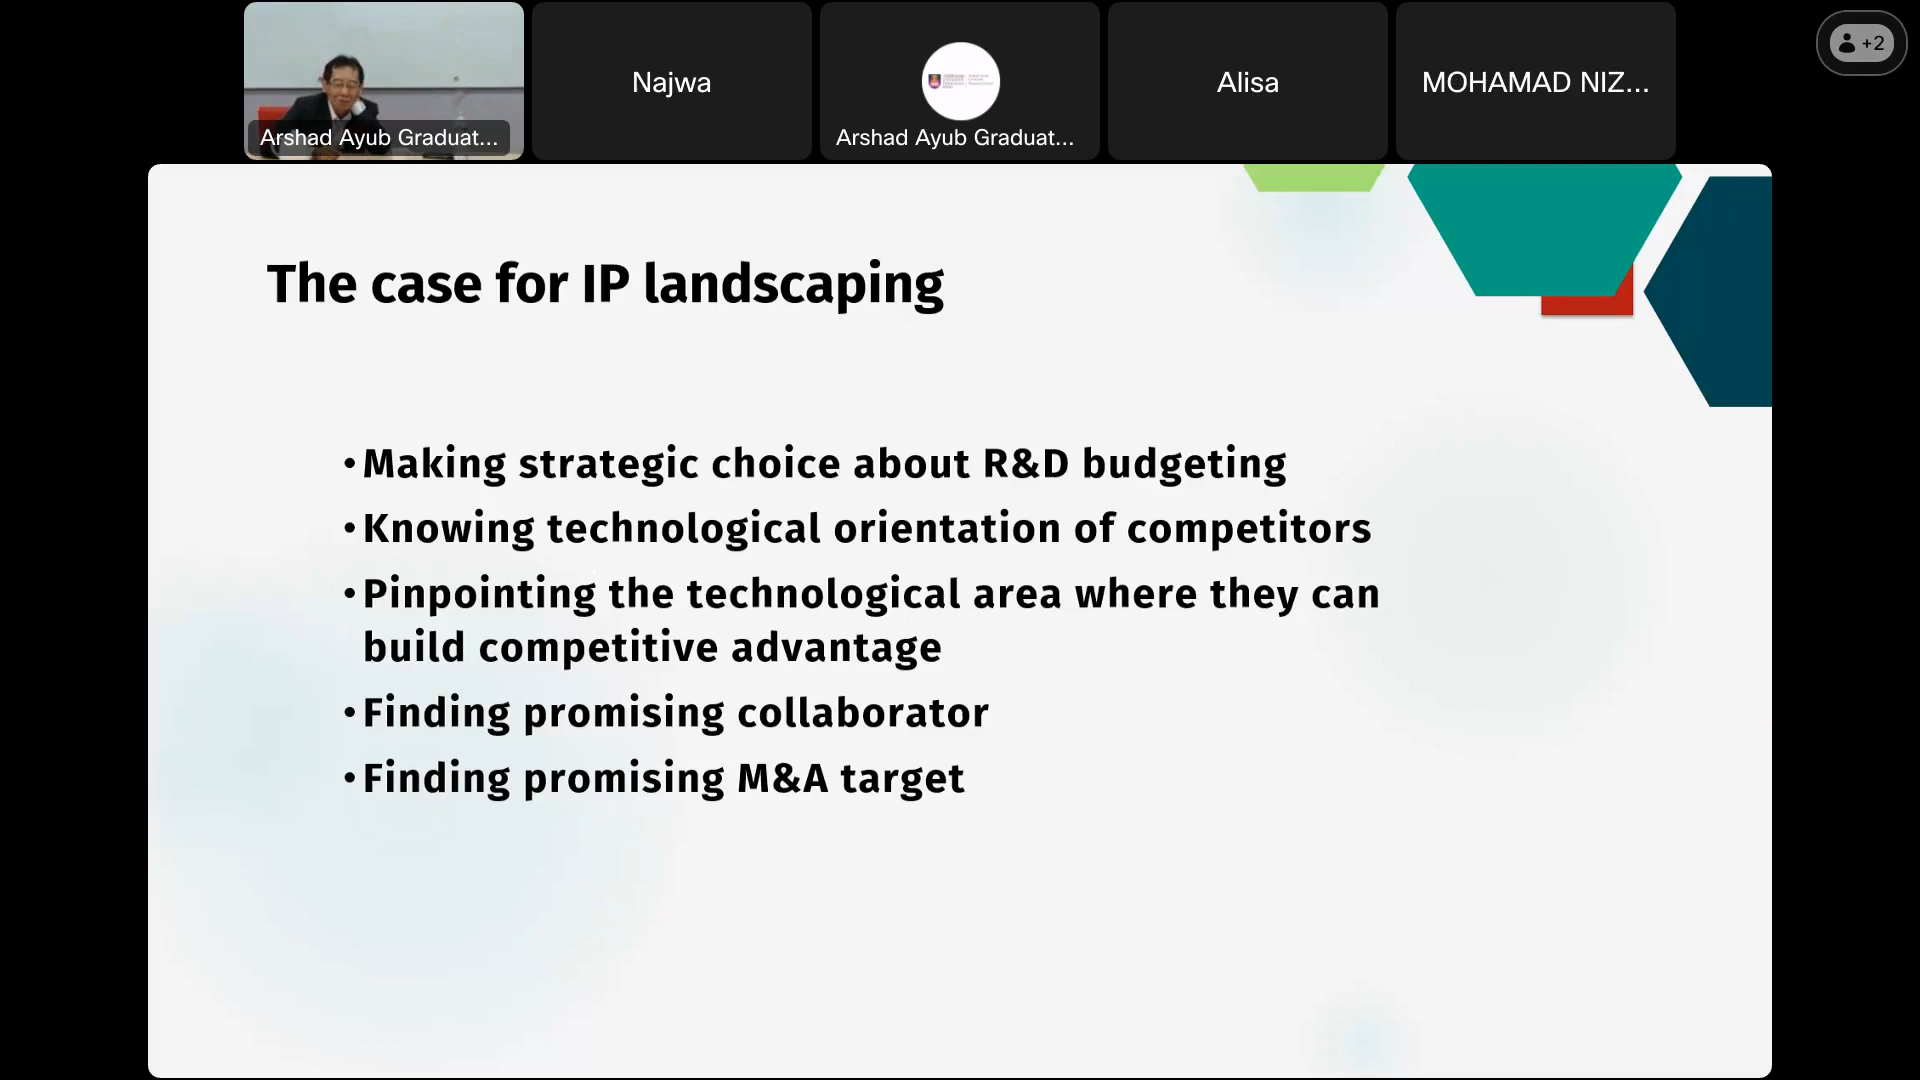 Arshad Ayub Graduat...
Najwa
Arshad Ayub Graduat...
Alisa
MOHAMAD NIZ...
+2
The case for IP landscaping
•Making strategic choice about R&D budgeting
•Knowing technological orientation of competitors
•Pinpointing the technological area where they can
build competitive advantage
•Finding promising collaborator
•Finding promising M&A target